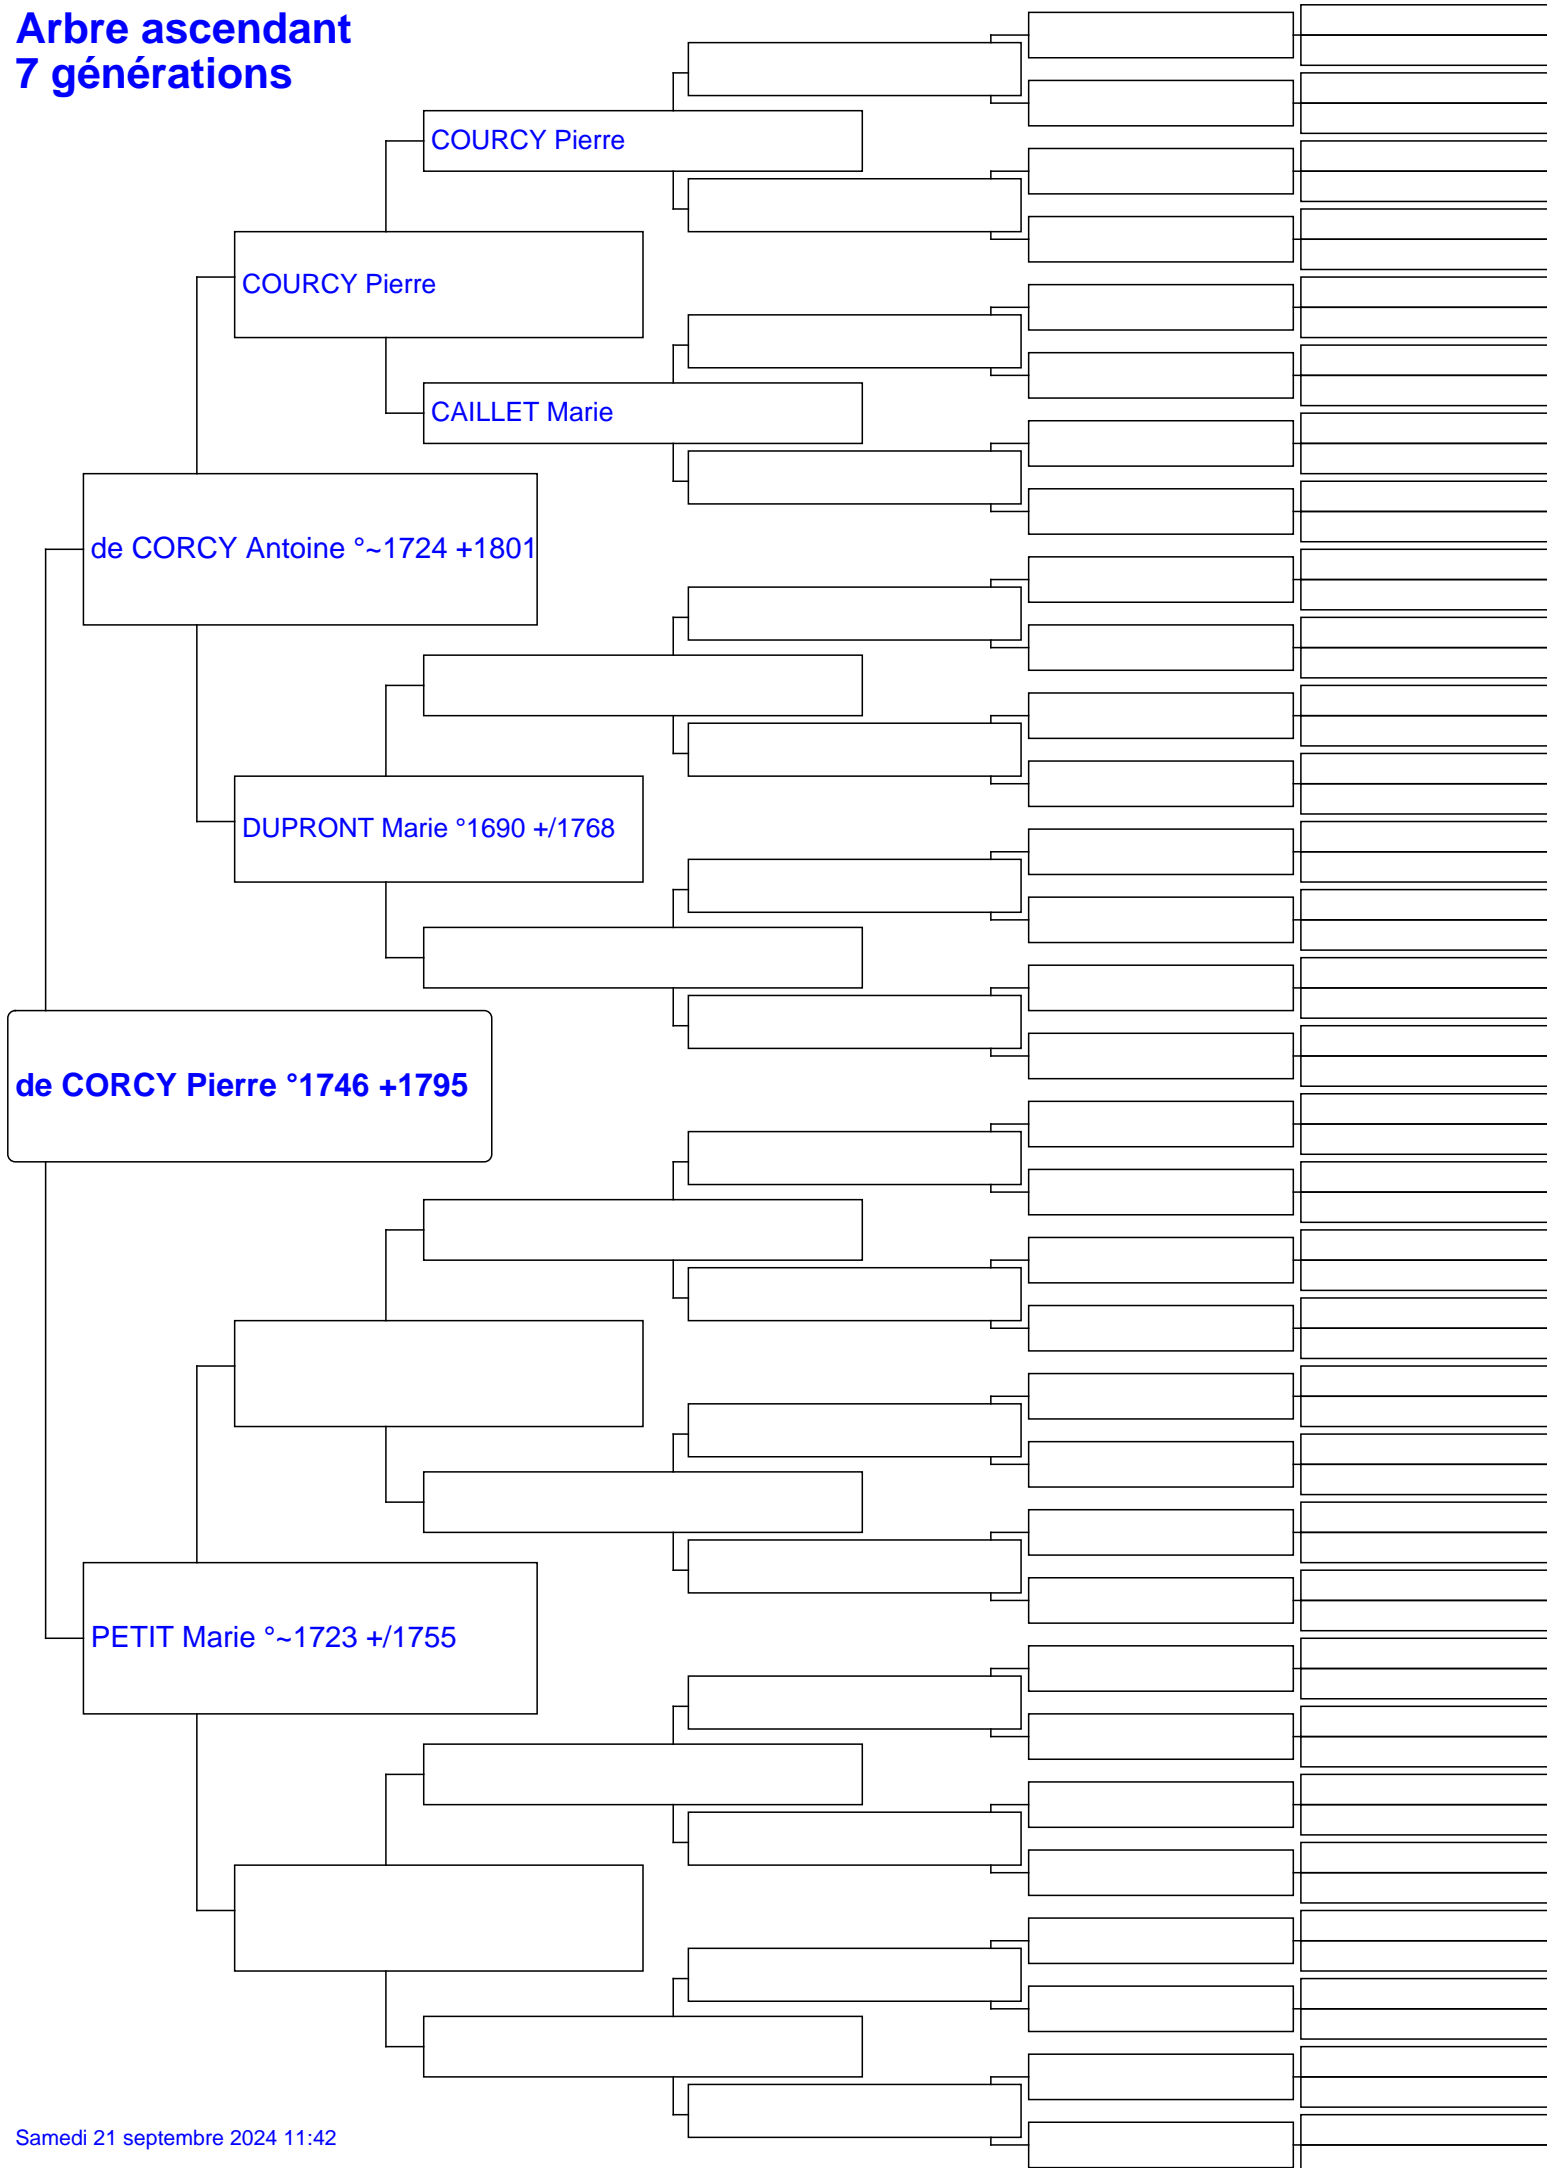 Arbre ascendant
7 générations
COURCY Pierre
COURCY Pierre
CAILLET Marie
de CORCY Antoine °~1724 +1801
DUPRONT Marie °1690 +/1768
de CORCY Pierre °1746 +1795
PETIT Marie °~1723 +/1755
Samedi 21 septembre 2024 11:42